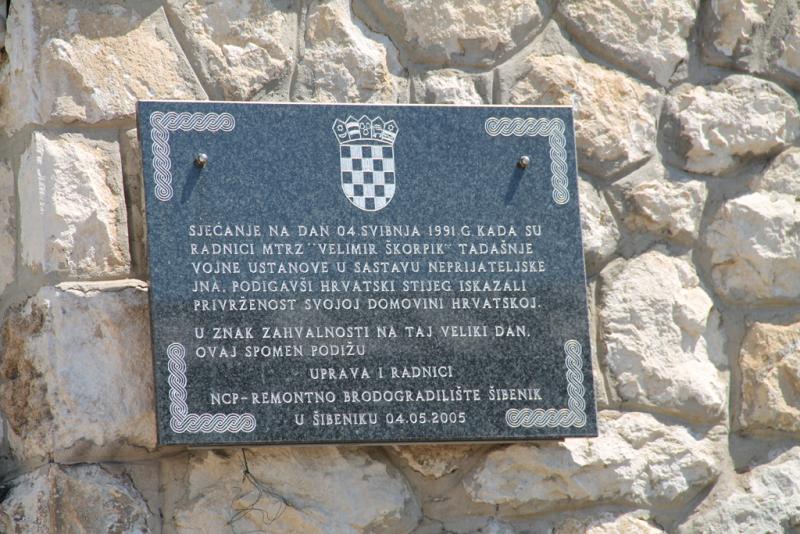 SJEĆANJE NA DAN 04 SVIBNJA 1991.G. KADA SU
RADNICI MTRZ "VELIMIR ŠKORPIK" TADAŠNJE
VOJNE USTANOVE U SASTAVU NEPRIJATELJSKE
JNA, PODIGAVŠI HRVATSKI STIJEG ISKAZALI
PRIVRŽENOST SVOJOJ DOMOVINI HRVATSKOJ.
U ZNAK ZAHVALNOSTI NA TAJ VELIKI DAN,
OVAJ SPOMEN PODIŽU
UPRAVA I RADNICI
NCP-REMONTNO BRODOGRADILIŠTE ŠIBENIK
U ŠIBENIKU 04.05.2005